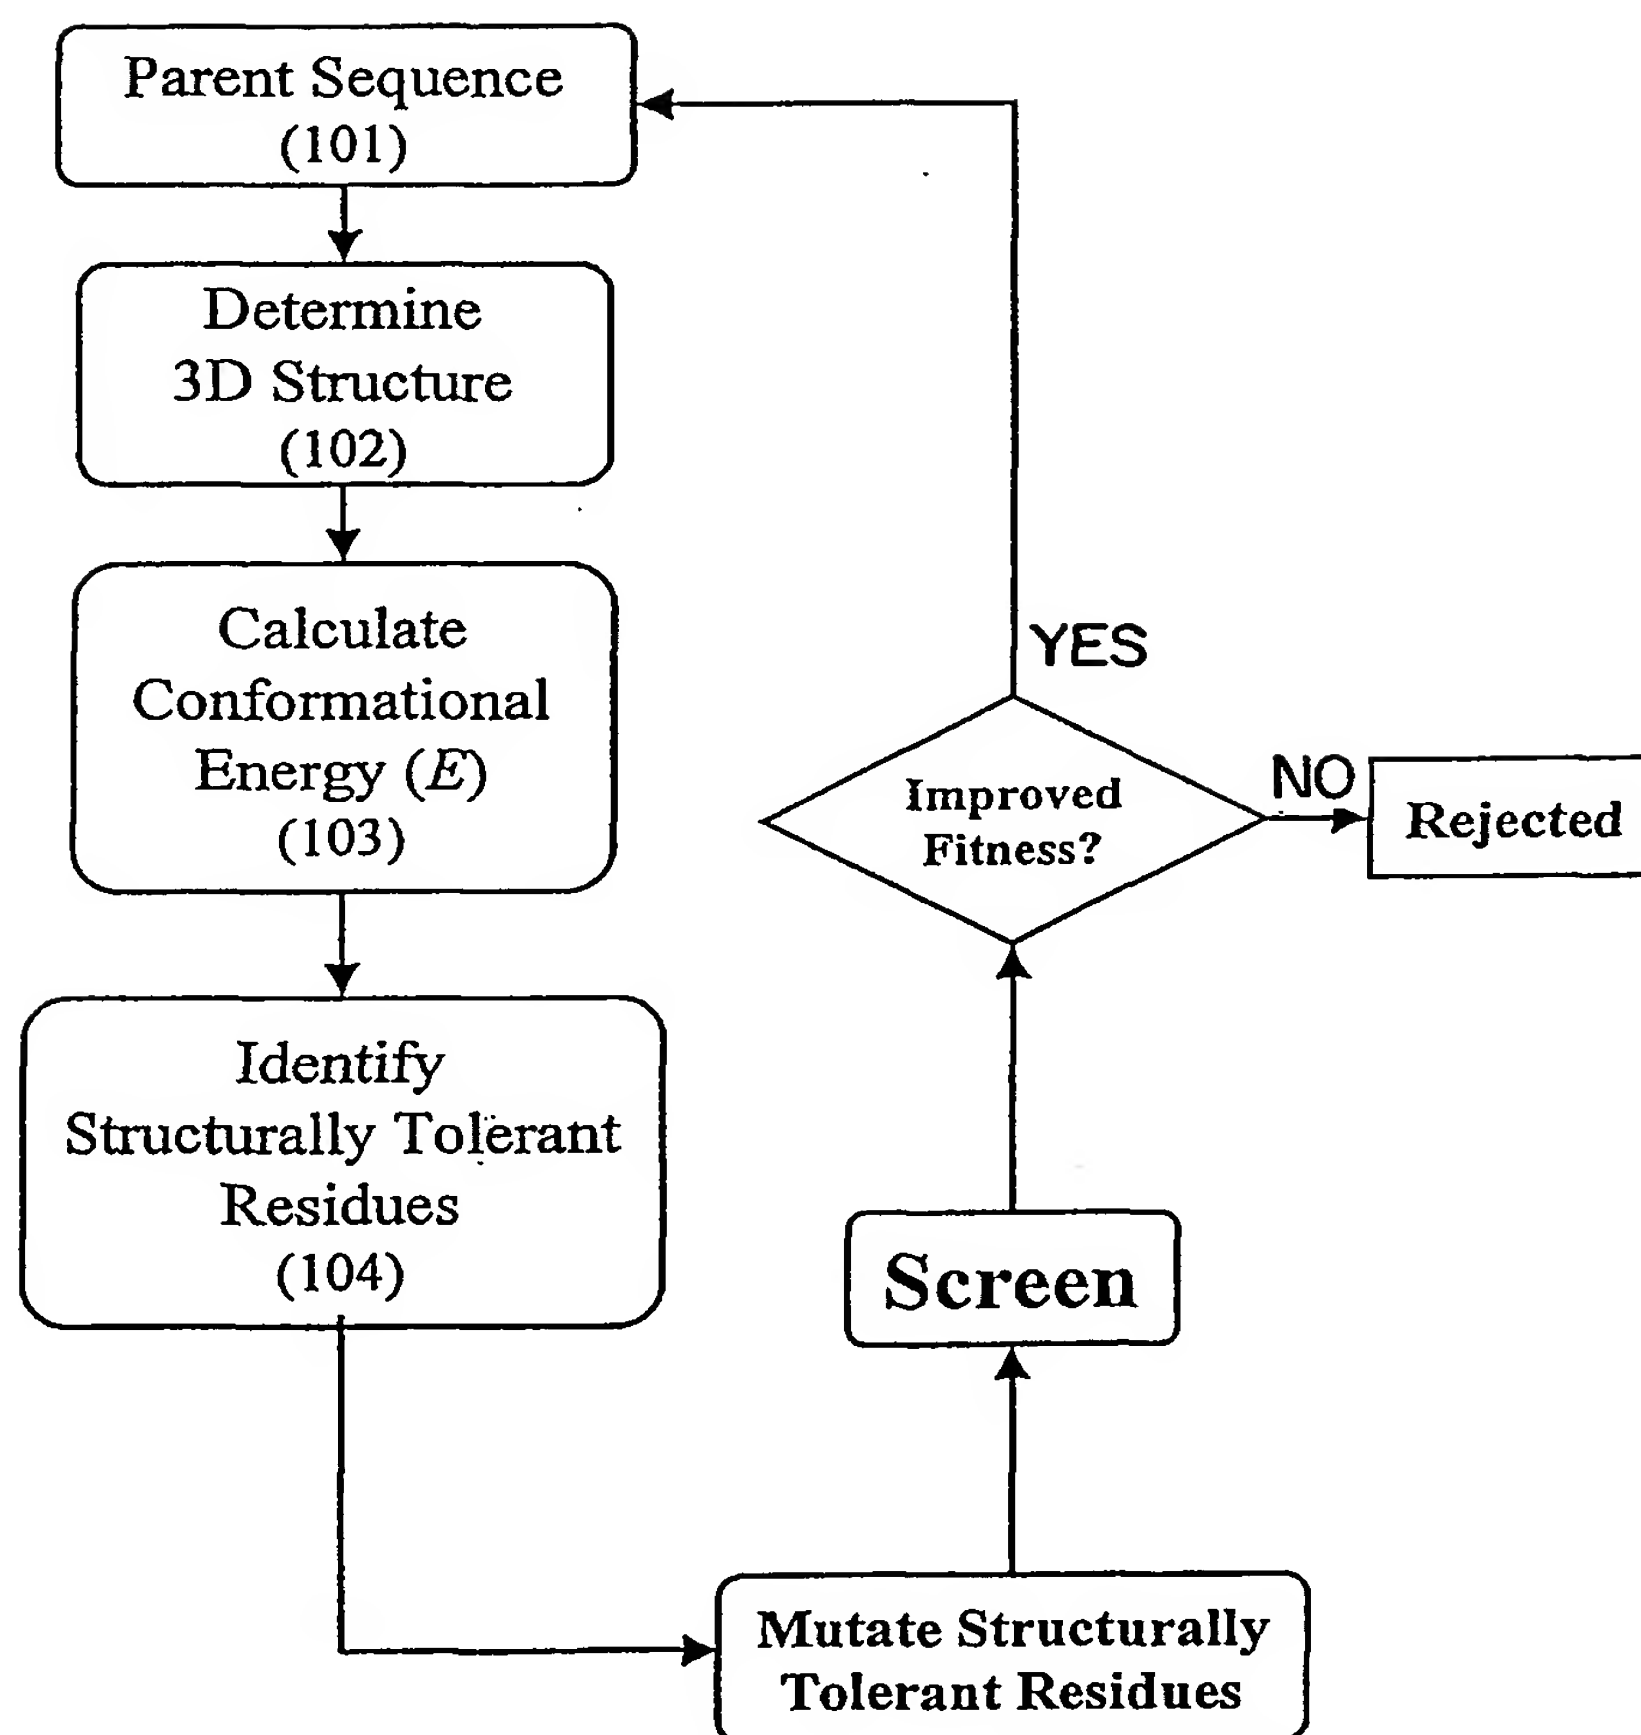 Parent Sequence
(101)
Determine
3D Structure
(102)
Calculate
Conformational
Energy (E)
(103)
Identify
Structurally Tolerant
Residues
(104)
Mutate Structurally
Tolerant Residues
Screen
Improved
Fitness?
YES
NO
Rejected